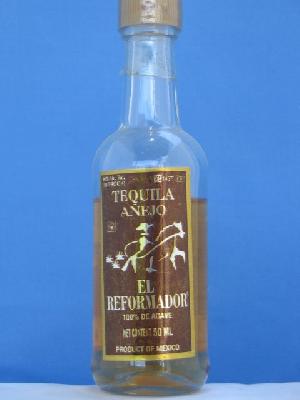 TEQUILA
AÑEJO
EL
REFORMADOR
100% DE AGAVE
NET CONTENT 50 ML.
PRODUCT OF MEXICO